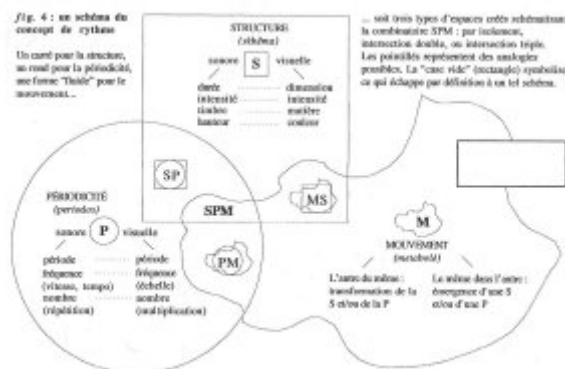 fig. 4 : un schéma du
concept de rythme
Un carré pour la structure,
un rond pour la périodicité,
une forme "fluide" pour le
mouvement...
STRUCTURE
(schéma)
sonore S visuelle
durée ........ dimension
intensité ........ intensité
timbre ........ matière
hauteur ........ couleur
... soit trois types d'espaces créés schématisant
la combinatoire SPM : par isolement,
intersection double, ou intersection triple.
Les pointillés représentent des analogies
possibles. La "case vide" (rectangle) symbolise
ce qui échappe par définition à un tel schéma.
SP
SPM
MS
PM
PÉRIODICITÉ
(periodos)
sonore P visuelle
période ........ période
fréquence ........ fréquence
(vitesse, tempo) (échelle)
nombre ........ nombre
(répétition) (multiplication)
M
MOUVEMENT
(metabolè)
L'autre du même :
transformation de la
S et/ou de la P
Le même dans l'autre :
émergence d'une S
et/ou d'une P